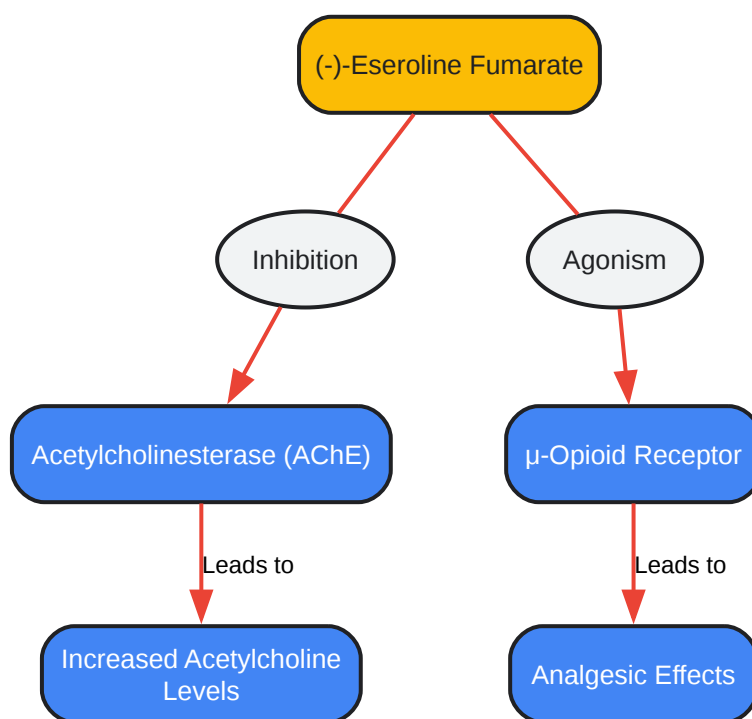 (-)-Eseroline Fumarate
Inhibition
Agonism
Acetylcholinesterase (AChE)
μ-Opioid Receptor
Leads to
Leads to
Increased Acetylcholine
Levels
Analgesic Effects